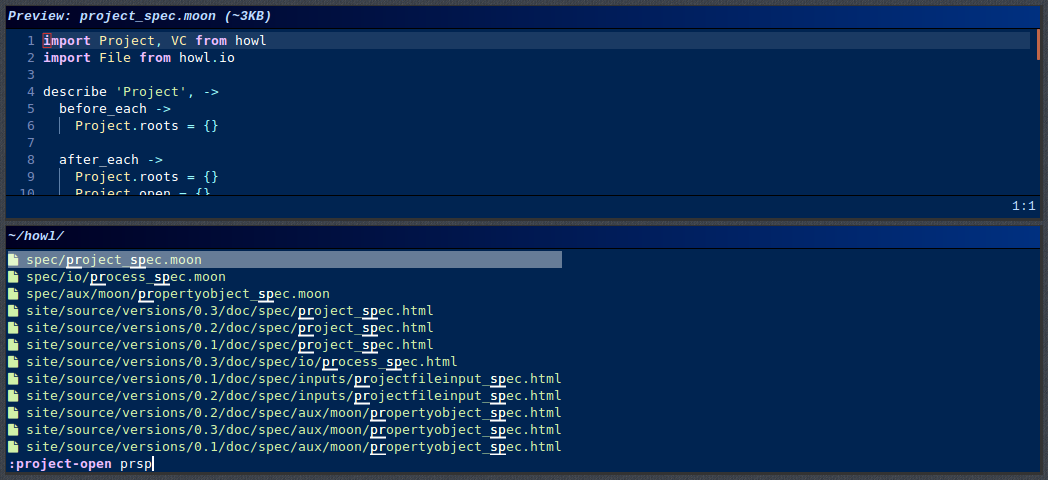 Preview: project_spec.moon (~3KB)
1 import Project, VC from howl
2 import File from howl.io
3
4 describe 'Project', ->
5   before_each ->
6     Project.roots = {}
7
8   after_each ->
9     Project.roots = {}
10     Project.open = {}
1:1
~/howl/
spec/project_spec.moon
spec/io/process_spec.moon
spec/aux/moon/propertyobject_spec.moon
site/source/versions/0.3/doc/spec/project_spec.html
site/source/versions/0.2/doc/spec/project_spec.html
site/source/versions/0.1/doc/spec/project_spec.html
site/source/versions/0.3/doc/spec/io/process_spec.html
site/source/versions/0.1/doc/spec/inputs/projectfileinput_spec.html
site/source/versions/0.2/doc/spec/inputs/projectfileinput_spec.html
site/source/versions/0.2/doc/spec/aux/moon/propertyobject_spec.html
site/source/versions/0.3/doc/spec/aux/moon/propertyobject_spec.html
site/source/versions/0.1/doc/spec/aux/moon/propertyobject_spec.html
:project-open prsp